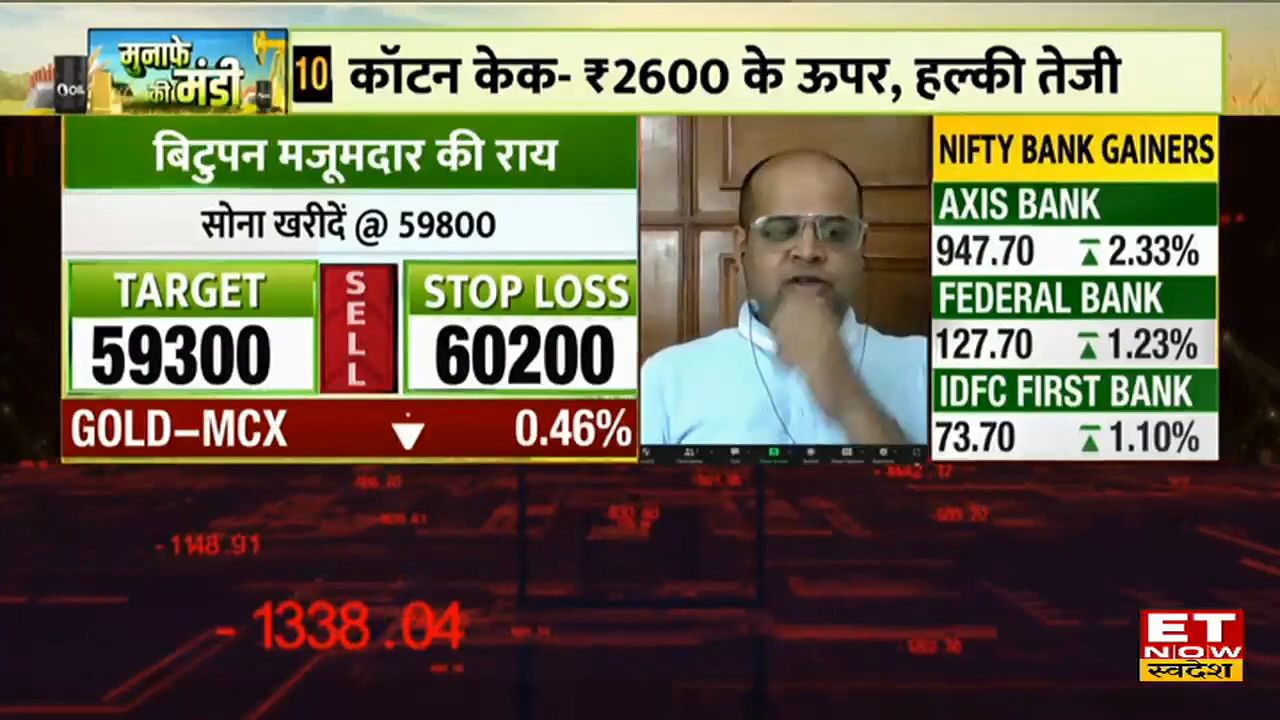 मुनाफे
की मंडी
10 कॉटन केक- ₹2600 के ऊपर, हल्की तेजी
बिटुपन मजूमदार की राय
सोना खरीदें @ 59800
TARGET
59300
SELL
STOP LOSS
60200
GOLD-MCX 0.46%
NIFTY BANK GAINERS
AXIS BANK
947.70 2.33%
FEDERAL BANK
127.70 1.23%
IDFC FIRST BANK
73.70 1.10%
-1148.91
- 1338.04
ET
NOW
स्वदेश